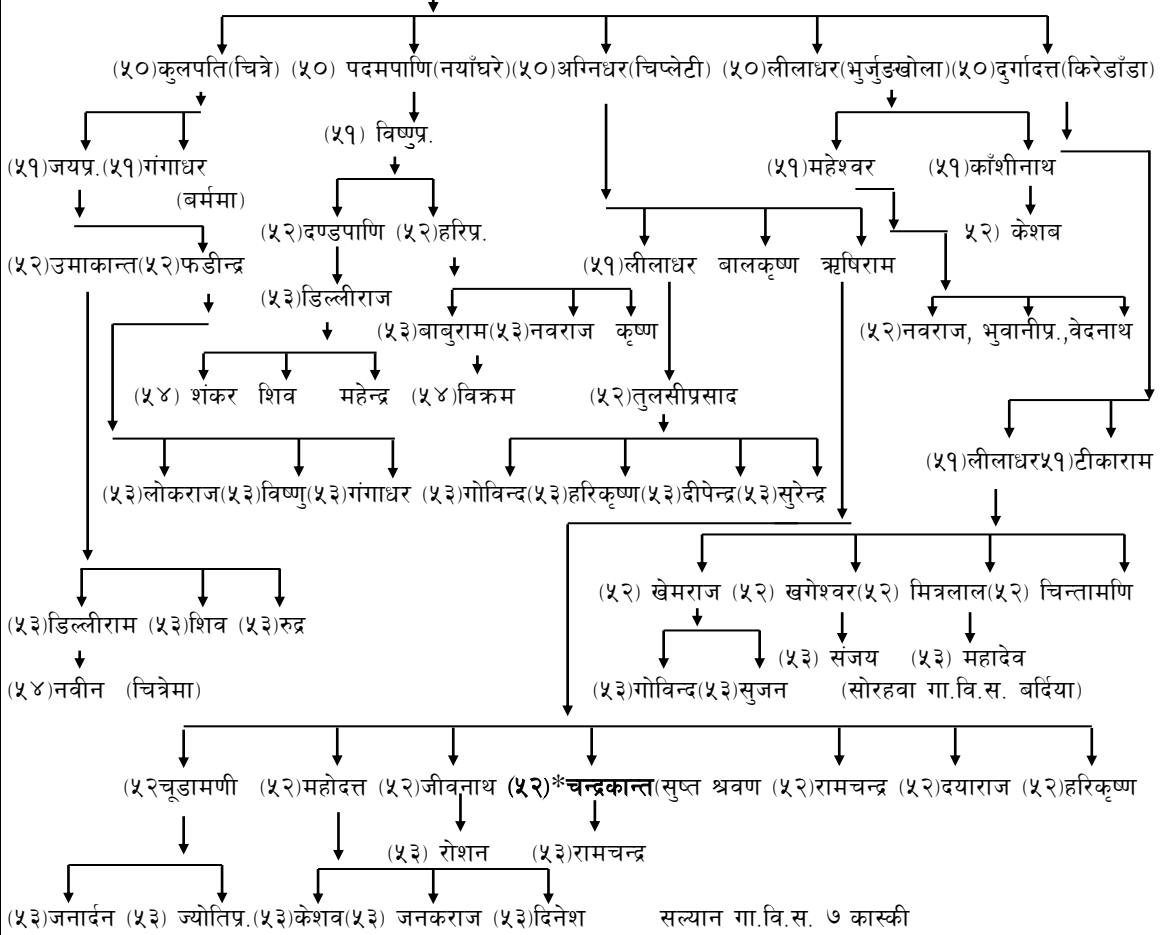 (५०)कुलपति(चित्रे) (५०) पदमपाणि(नयाँघरे)(५०)अग्निधर(चिप्लेटी) (५०)लीलाधर(भुर्जुङखोला)(५०)दुर्गादत्त(किरेडाँडा)
(५१) विष्णुप्र.
(५१)जयप्र.(५१)गंगाधर (५१)महेश्वर (५१)काँशीनाथ
(बर्ममा)
(५२)दण्डपाणि (५२)हरिप्र. ५२) केशब
(५२)उमाकान्त(५२)फडीन्द्र (५१)लीलाधर बालकृष्ण ऋषिराम
(५३)डिल्लीराज
(५३)बाबुराम(५३)नवराज कृष्ण (५२)नवराज, भुवानीप्र.,वेदनाथ
(५४) शंकर शिव महेन्द्र (५४)विक्रम (५२)तुलसीप्रसाद
(५१)लीलाधर५१)टीकाराम
(५३)लोकराज(५३)विष्णु(५३)गंगाधर (५३)गोविन्द(५३)हरिकृष्ण(५३)दीपेन्द्र(५३)सुरेन्द्र
(५२) खेमराज (५२) खगेश्वर(५२) मित्रलाल(५२) चिन्तामणि
(५३)डिल्लीराम (५३)शिव (५३)रुद्र
(५३) संजय (५३) महादेव
(५४)नवीन (चित्रेमा) (५३)गोविन्द(५३)सुजन (सोरहवा गा.वि.स. बर्दिया)
(५२चूडामणी (५२)महोदत्त (५२)जीवनाथ (५२)*चन्द्रकान्त(सुष्त श्रवण (५२)रामचन्द्र (५२)दयाराज (५२)हरिकृष्ण
(५३) रोशन (५३)रामचन्द्र
(५३)जनार्दन (५३) ज्योतिप्र.(५३)केशव(५३) जनकराज (५३)दिनेश सल्यान गा.वि.स. ७ कास्की